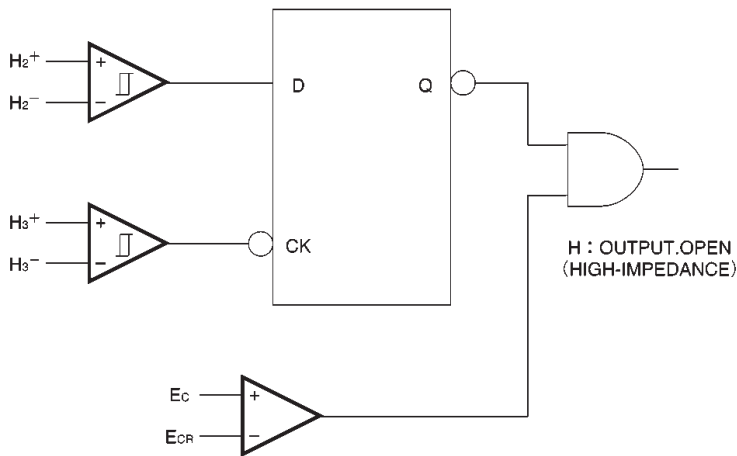 H2+
+
H2−
−
D
Q
H3+
+
H3−
−
CK
H : OUTPUT.OPEN
(HIGH-IMPEDANCE)
EC
+
ECR
−